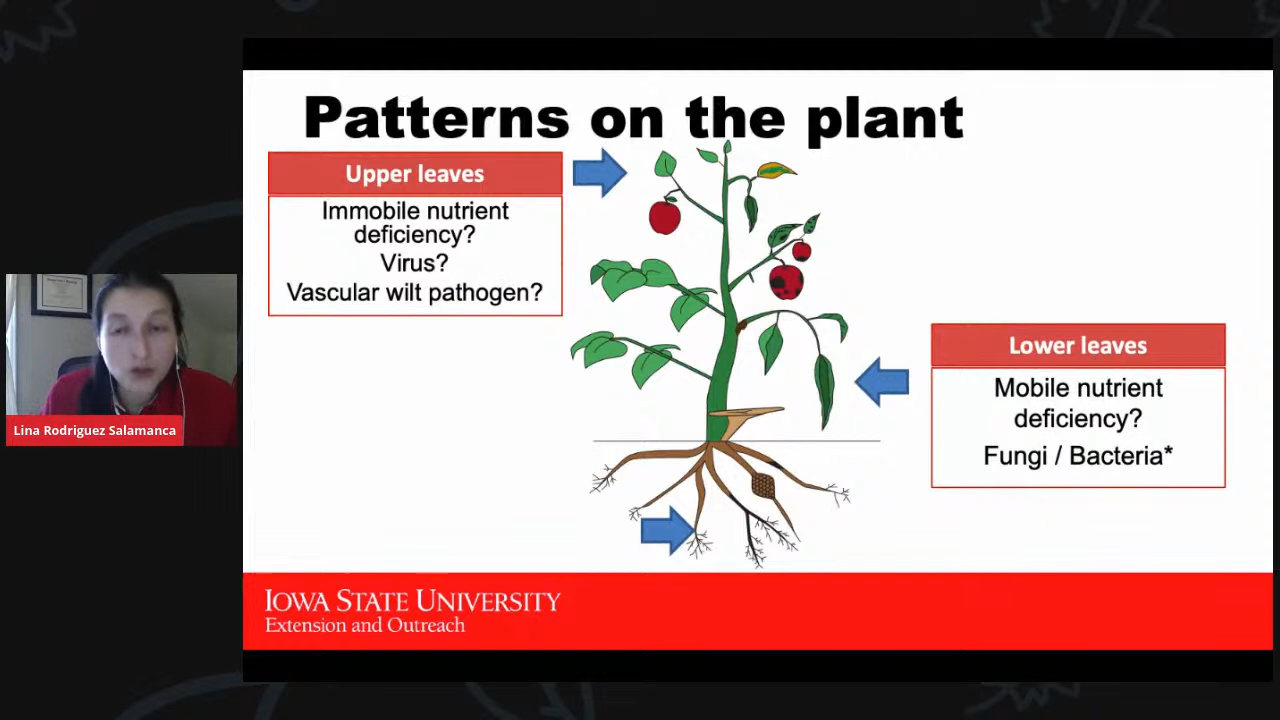 Patterns on the plant
Upper leaves
Immobile nutrient
deficiency?
Virus?
Vascular wilt pathogen?
Lower leaves
Mobile nutrient
deficiency?
Fungi / Bacteria*
Lina Rodriguez Salamanca
IOWA STATE UNIVERSITY
Extension and Outreach